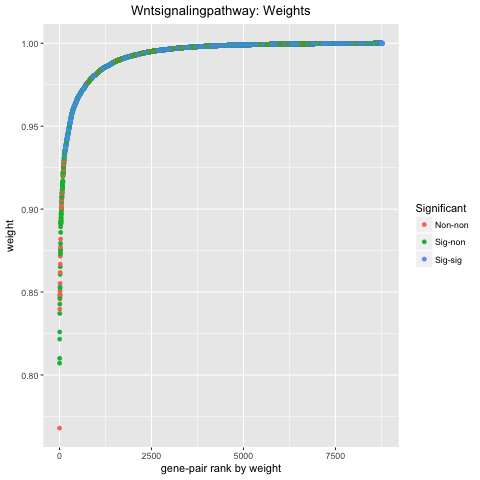 Wntsignalingpathway: Weights
1.00
0.95
0.90
0.85
0.80
weight
0
2500
5000
7500
gene-pair rank by weight
Significant
Non-non
Sig-non
Sig-sig